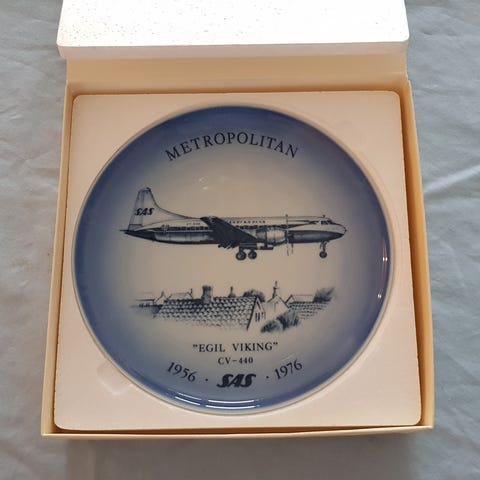 METROPOLITAN
SAS
"EGIL VIKING"
CV-440
1956 · SAS · 1976